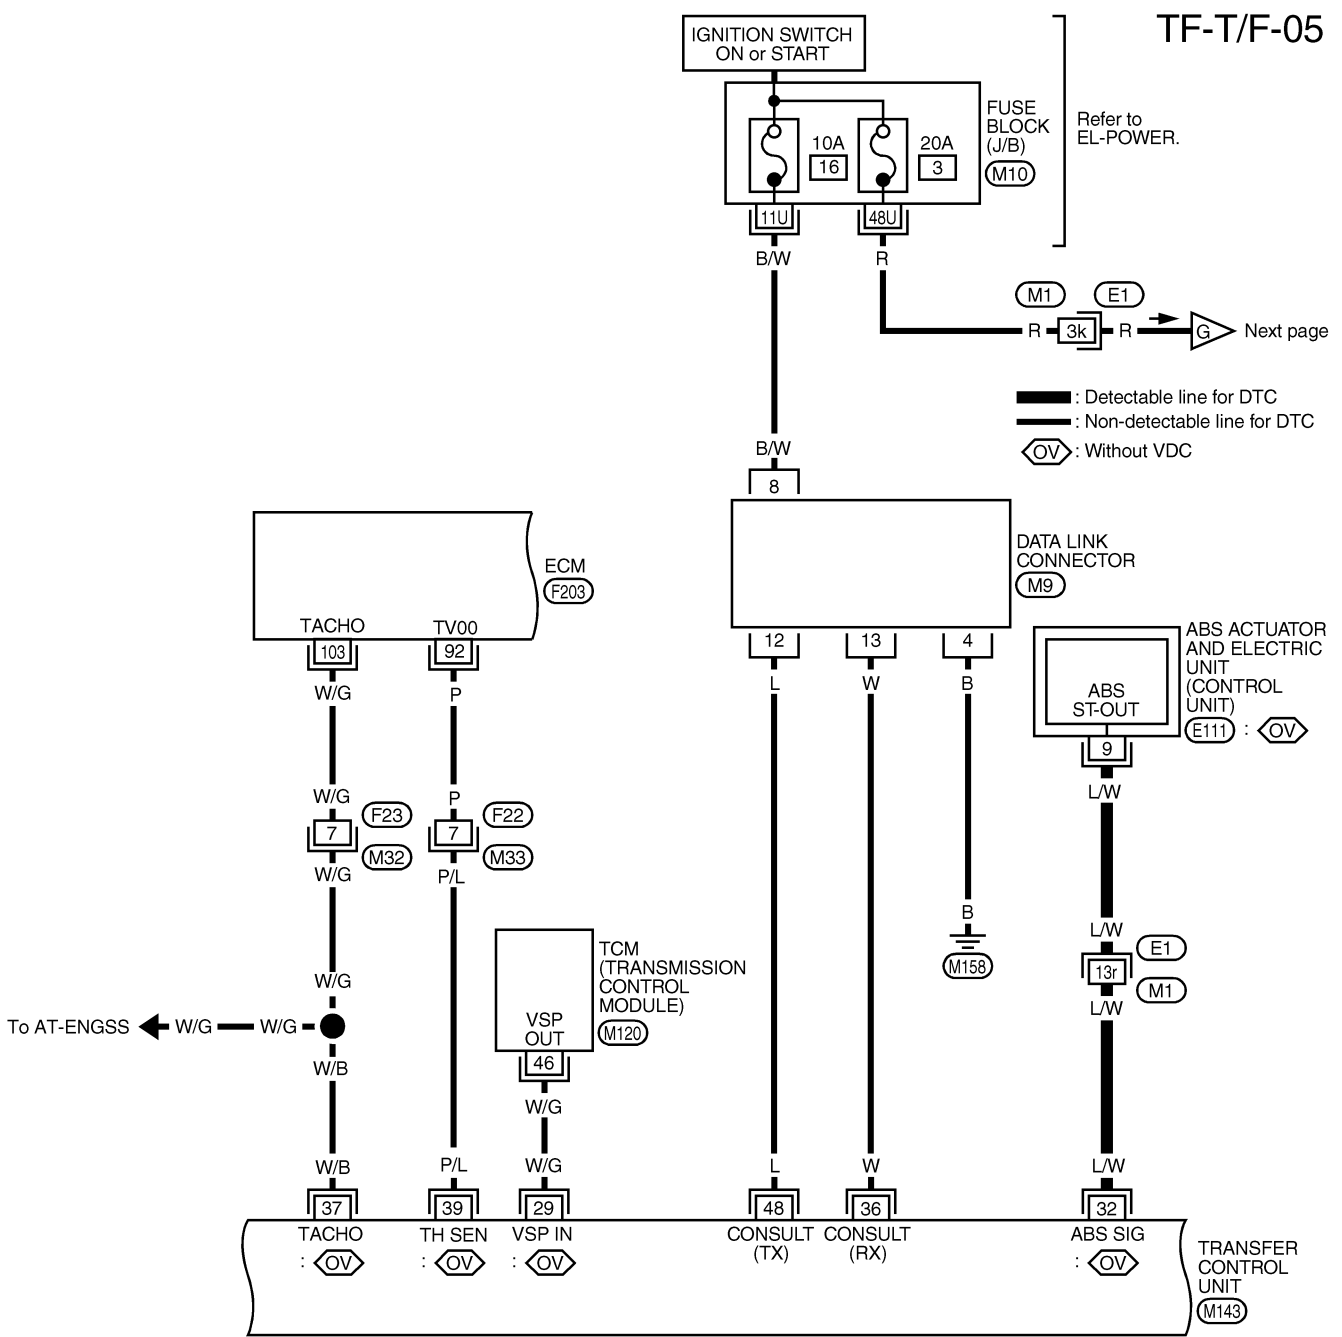 TF-T/F-05
IGNITION SWITCH
ON or START
FUSE
BLOCK
(J/B)
M10
Refer to
EL-POWER.
10A
16
20A
3
11U
48U
B/W
R
M1
E1
R
3k
R
G
Next page
: Detectable line for DTC
: Non-detectable line for DTC
OV : Without VDC
B/W
8
DATA LINK
CONNECTOR
M9
ECM
F203
TACHO
TV00
103
92
12
13
4
W/G
P
L
W
B
ABS ACTUATOR
AND ELECTRIC
UNIT
(CONTROL
UNIT)
E111 : OV
ABS
ST-OUT
9
L/W
W/G
P
F23
F22
7
7
M32
M33
W/G
P/L
B
M158
L/W
E1
13r
M1
L/W
TCM
(TRANSMISSION
CONTROL
MODULE)
M120
VSP
OUT
46
W/G
W/G
To AT-ENGSS
W/G
W/G
W/B
W/B
P/L
W/G
L
W
L/W
37
39
29
48
36
32
TACHO
TH SEN
VSP IN
CONSULT
(TX)
CONSULT
(RX)
ABS SIG
: OV
: OV
: OV
: OV
TRANSFER
CONTROL
UNIT
M143